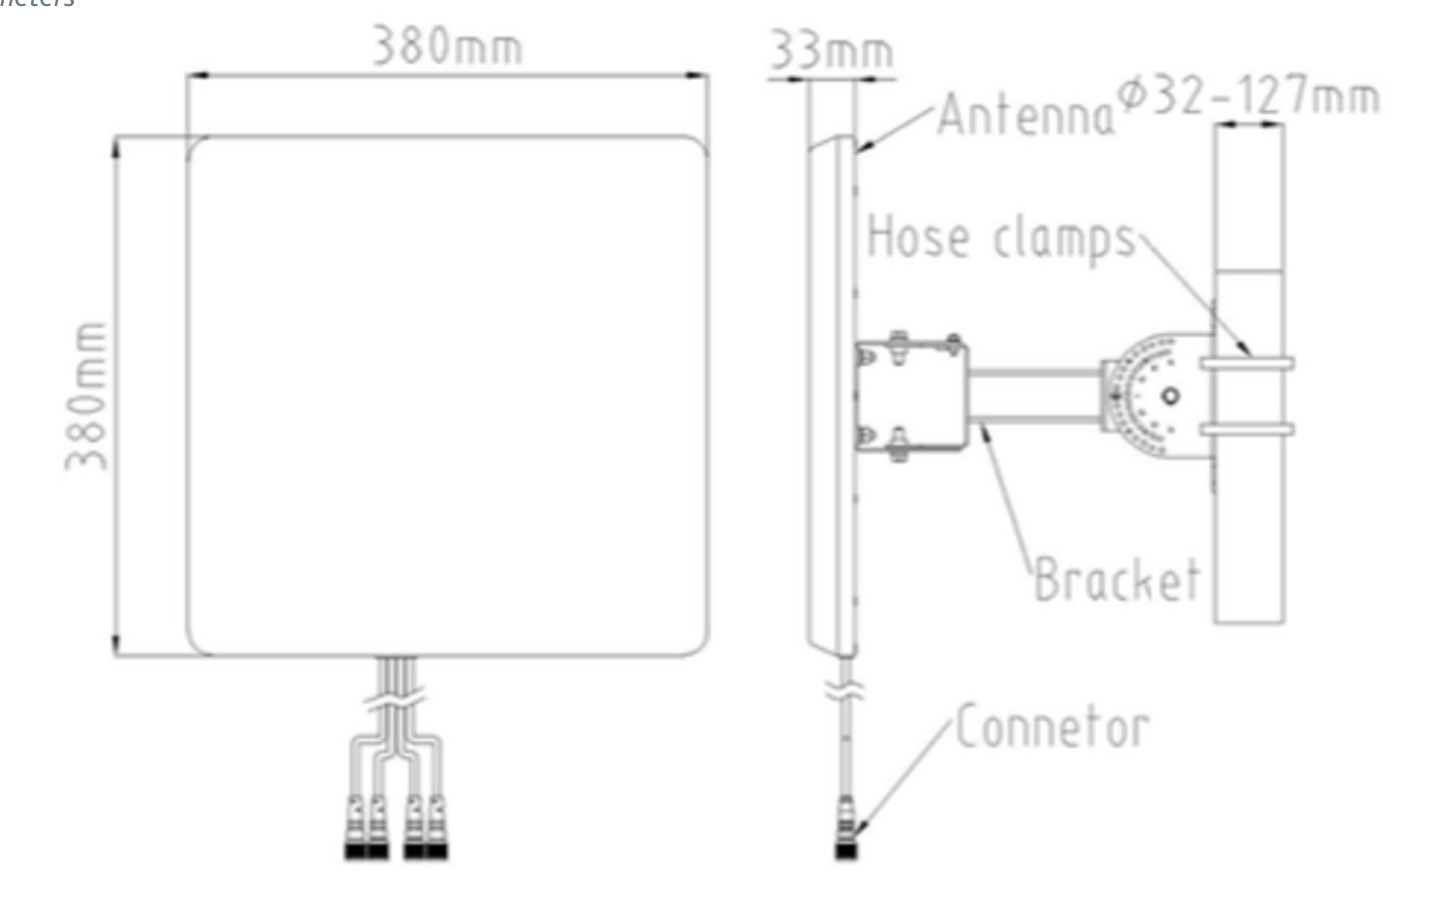 380mm
33mm
Antenna
ϕ32-127mm
Hose clamps
380mm
Bracket
Connetor